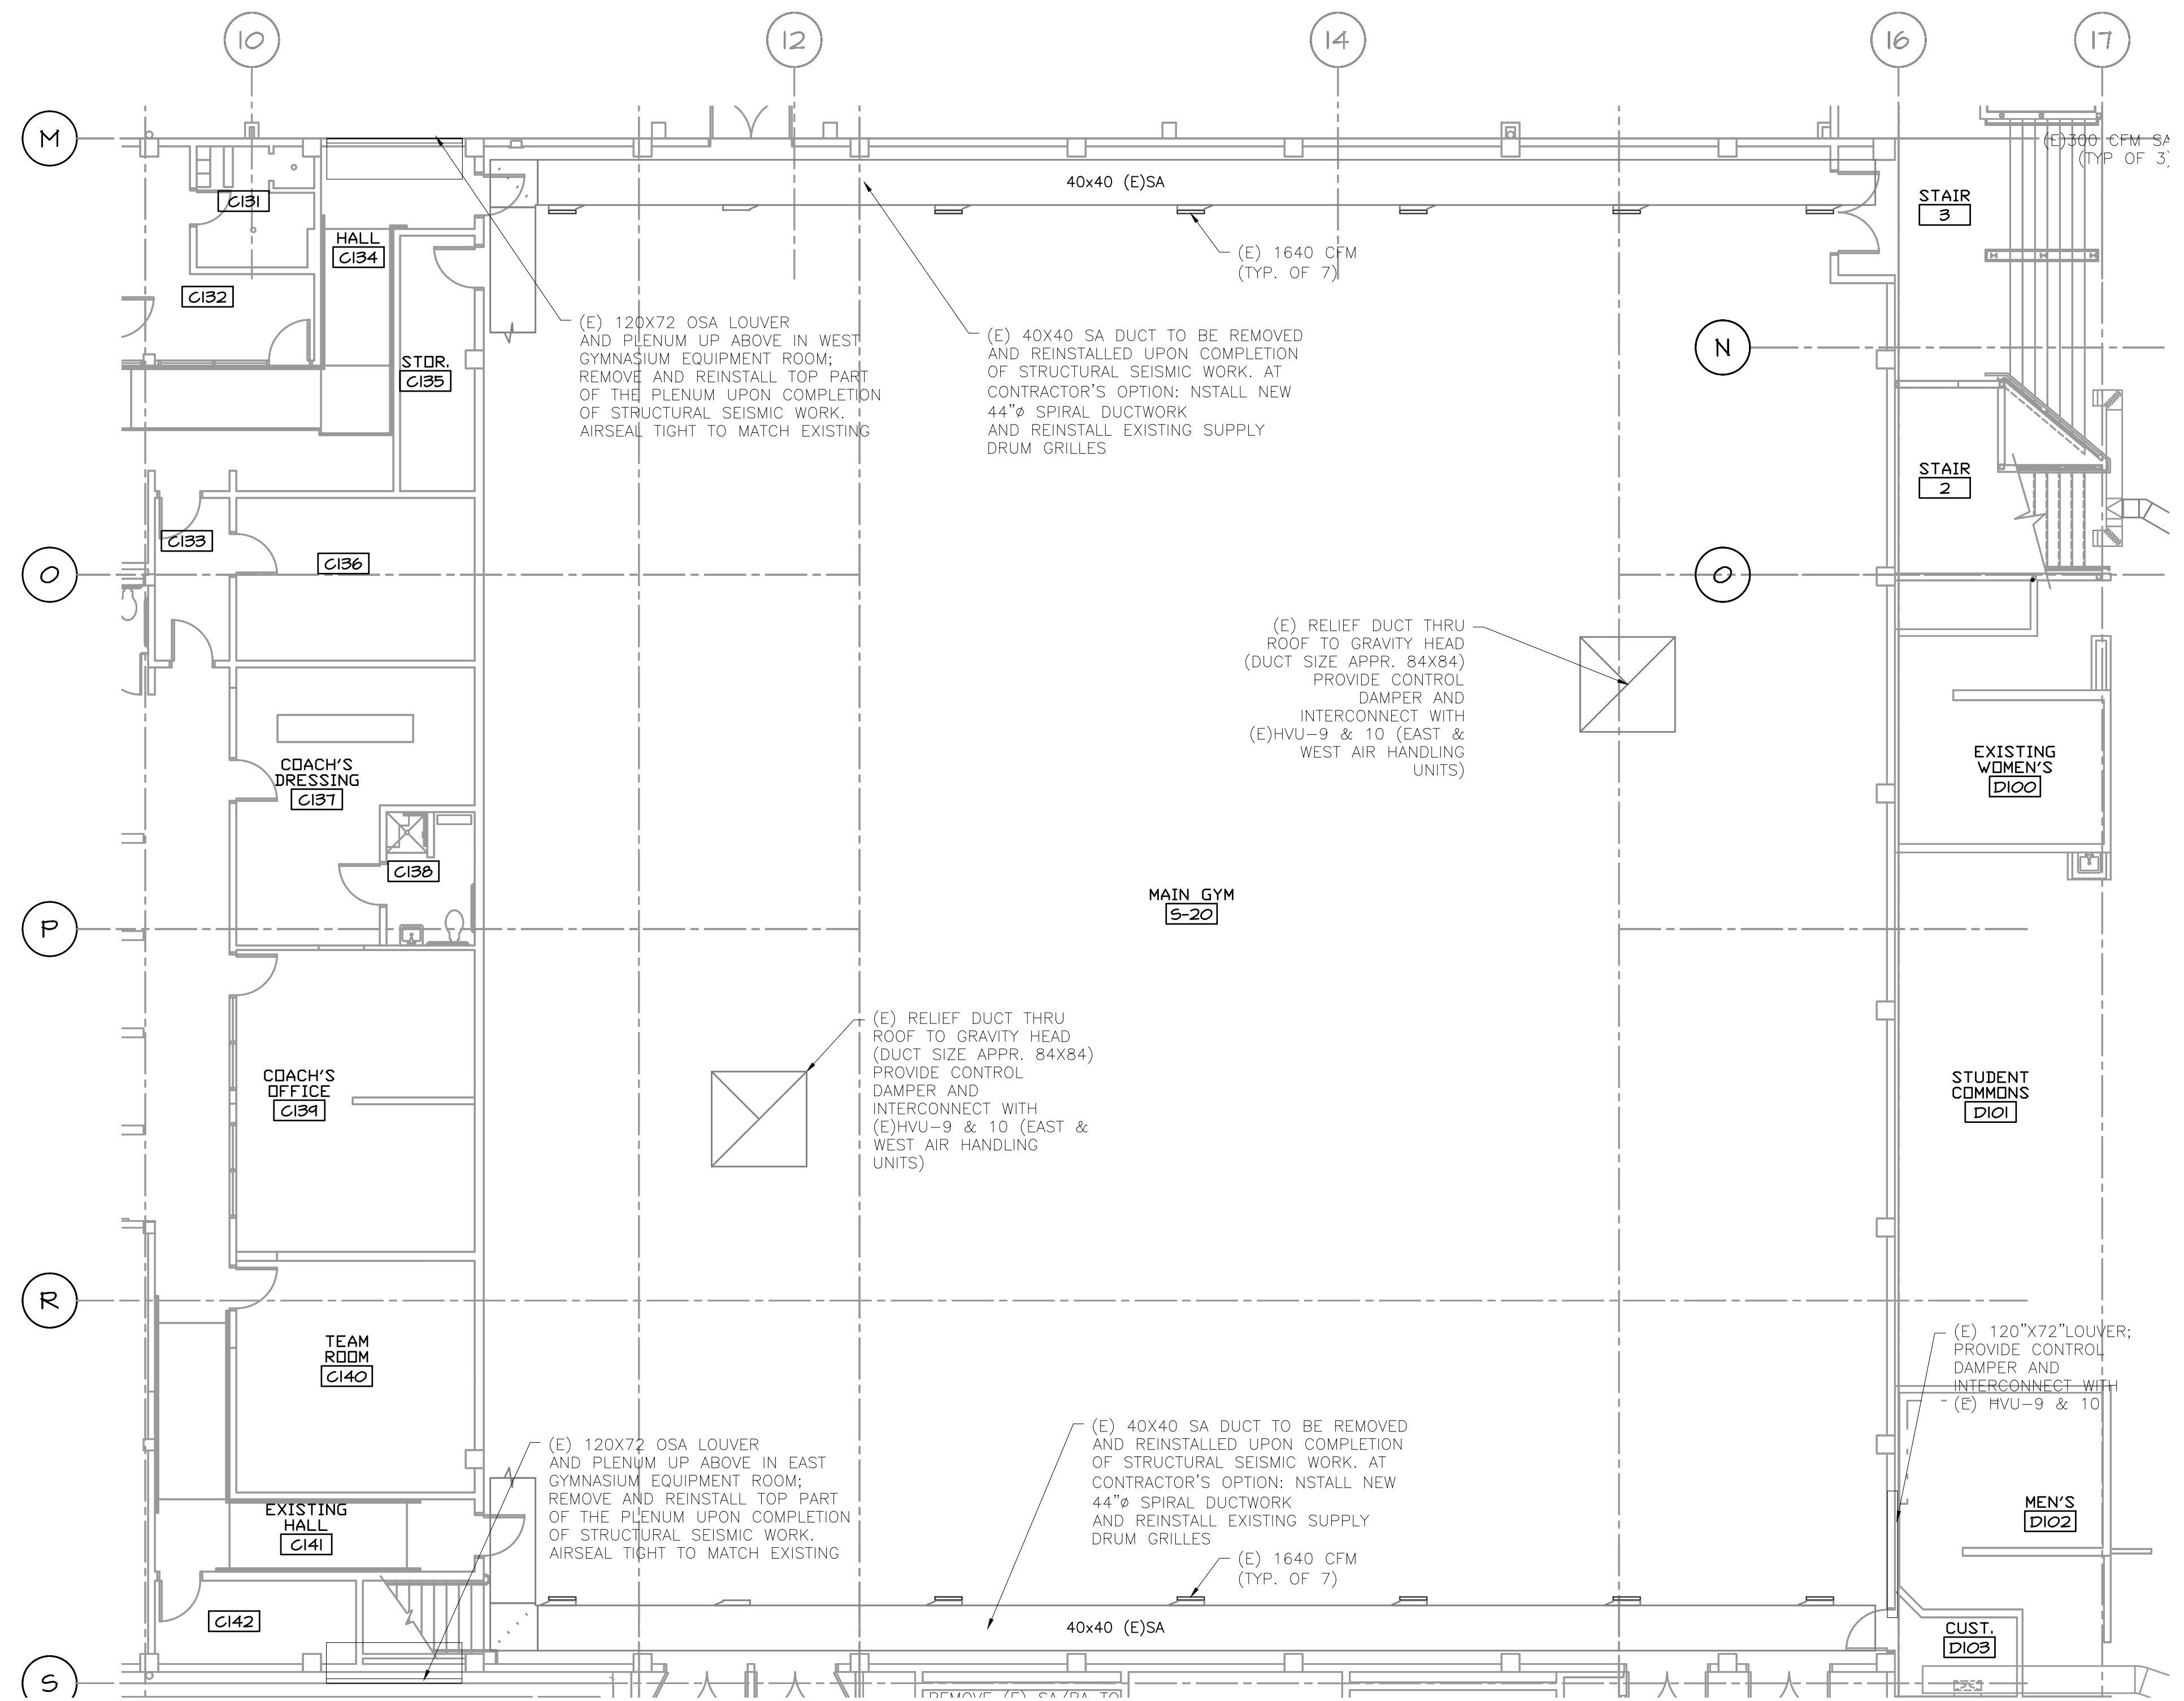 10
12
14
16
17
M
(E)300 CFM SA
(TYP OF 3)
40x40 (E)SA
C131
STAIR
3
HALL
C134
(E) 1640 CFM
(TYP. OF 7)
C132
(E) 120X72 OSA LOUVER
AND PLENUM UP ABOVE IN WEST
GYMNASIUM EQUIPMENT ROOM;
REMOVE AND REINSTALL TOP PART
OF THE PLENUM UPON COMPLETION
OF STRUCTURAL SEISMIC WORK.
AIRSEAL TIGHT TO MATCH EXISTING
(E) 40X40 SA DUCT TO BE REMOVED
AND REINSTALLED UPON COMPLETION
OF STRUCTURAL SEISMIC WORK. AT
CONTRACTOR'S OPTION: NSTALL NEW
44"ø SPIRAL DUCTWORK
AND REINSTALL EXISTING SUPPLY
DRUM GRILLES
N
STOR.
C135
STAIR
2
C133
C136
O
O
(E) RELIEF DUCT THRU
ROOF TO GRAVITY HEAD
(DUCT SIZE APPR. 84X84)
PROVIDE CONTROL
DAMPER AND
INTERCONNECT WITH
(E)HVU-9 & 10 (EAST &
WEST AIR HANDLING
UNITS)
COACH'S
DRESSING
C137
EXISTING
WOMEN'S
D100
C138
MAIN GYM
S-20
P
(E) RELIEF DUCT THRU
ROOF TO GRAVITY HEAD
(DUCT SIZE APPR. 84X84)
PROVIDE CONTROL
DAMPER AND
INTERCONNECT WITH
(E)HVU-9 & 10 (EAST &
WEST AIR HANDLING
UNITS)
COACH'S
OFFICE
C139
STUDENT
COMMONS
D101
R
TEAM
ROOM
C140
(E) 120"X72"LOUVER;
PROVIDE CONTROL
DAMPER AND
INTERCONNECT WITH
(E) HVU-9 & 10
(E) 120X72 OSA LOUVER
AND PLENUM UP ABOVE IN EAST
GYMNASIUM EQUIPMENT ROOM;
REMOVE AND REINSTALL TOP PART
OF THE PLENUM UPON COMPLETION
OF STRUCTURAL SEISMIC WORK.
AIRSEAL TIGHT TO MATCH EXISTING
(E) 40X40 SA DUCT TO BE REMOVED
AND REINSTALLED UPON COMPLETION
OF STRUCTURAL SEISMIC WORK. AT
CONTRACTOR'S OPTION: NSTALL NEW
44"ø SPIRAL DUCTWORK
AND REINSTALL EXISTING SUPPLY
DRUM GRILLES
(E) 1640 CFM
(TYP. OF 7)
EXISTING
HALL
C141
MEN'S
D102
C142
40x40 (E)SA
CUST.
D103
S
REMOVE (E) SA/RA TO